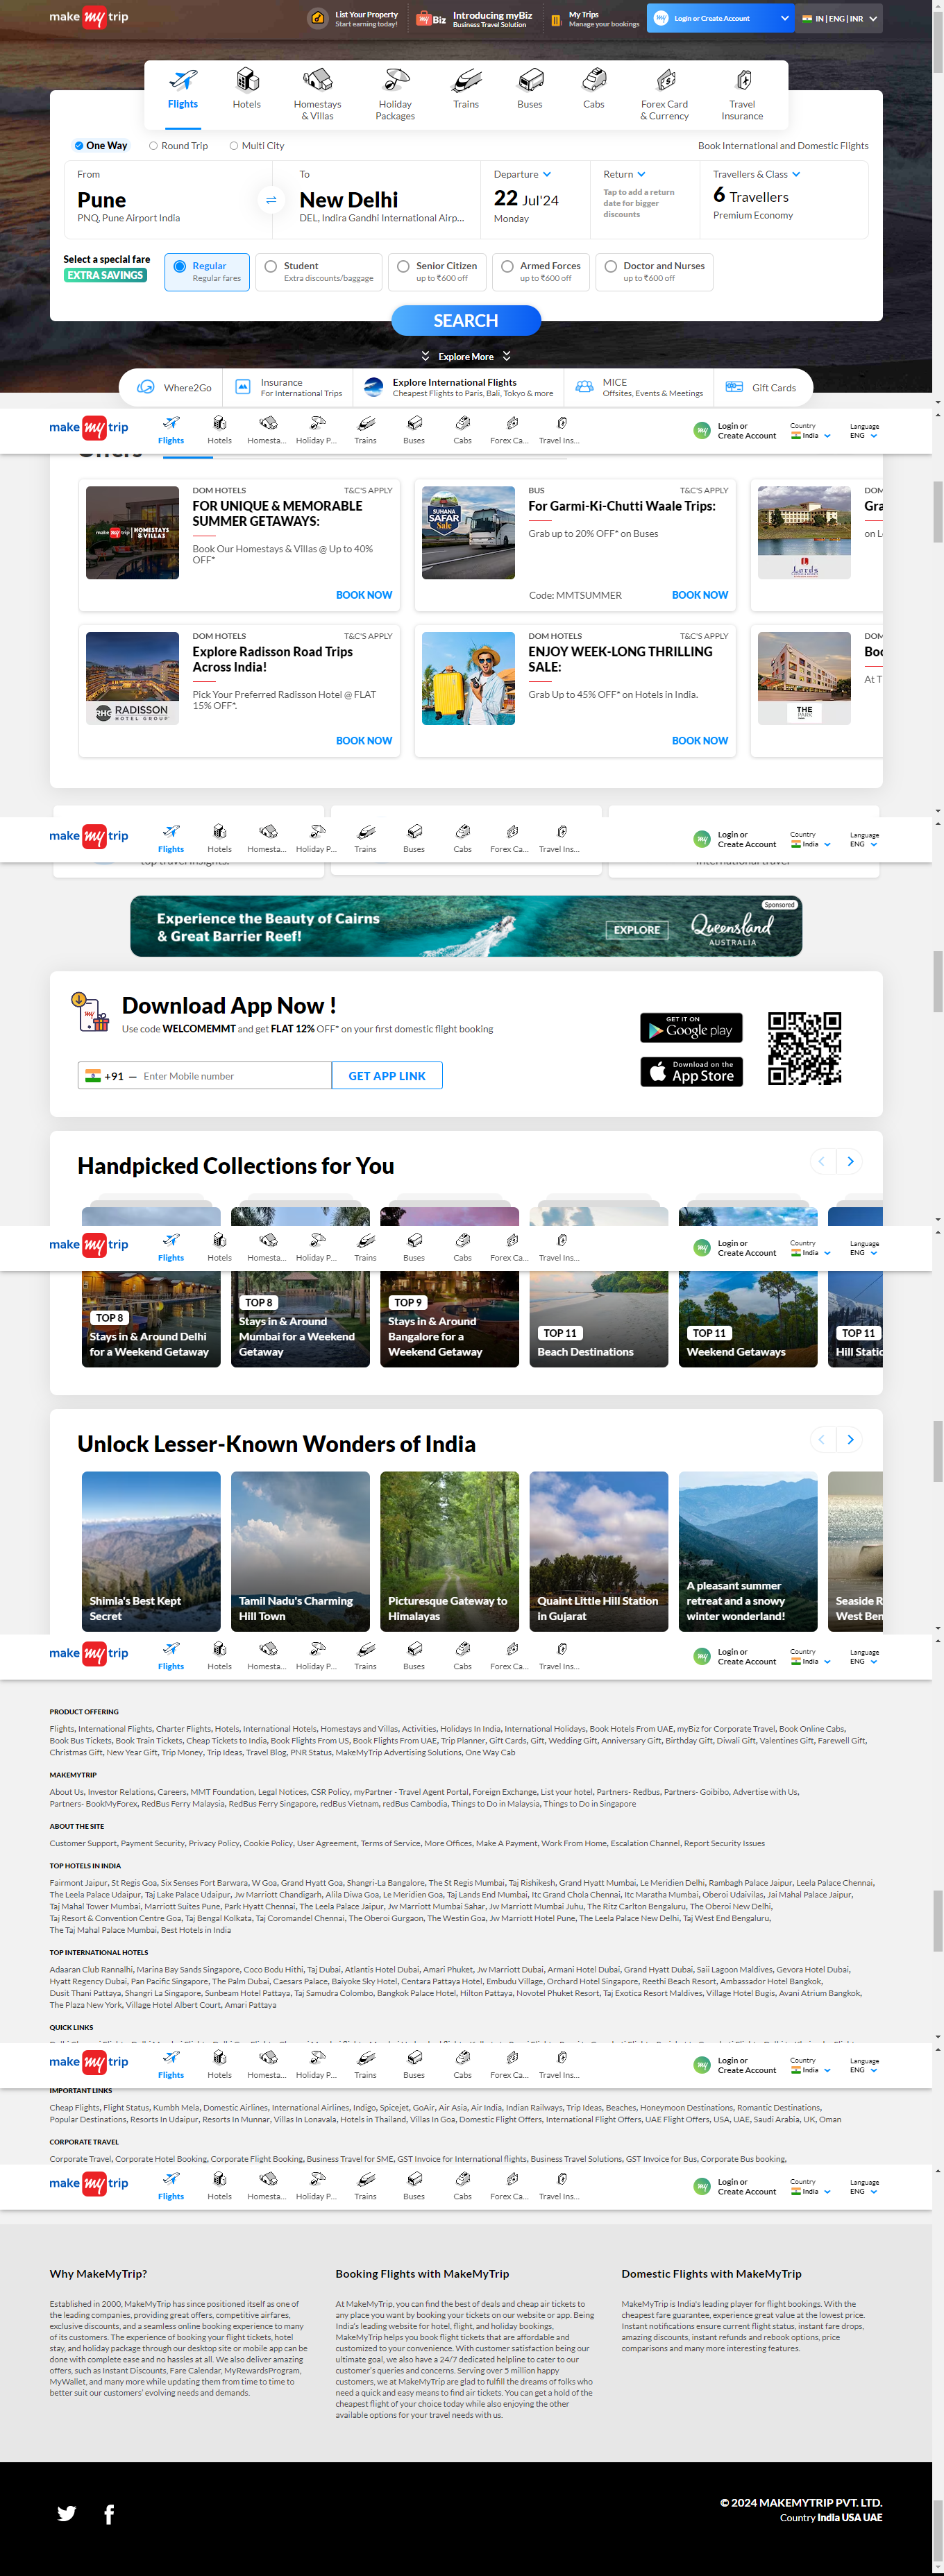 make my trip
List Your Property
Start earning today!
myBiz
Introducing myBiz
Business Travel Solution
My Trips
Manage your bookings
my
Login or Create Account
IN | ENG | INR
Flights
Hotels
Homestays & Villas
Holiday Packages
Trains
Buses
Cabs
Forex Card & Currency
Travel Insurance
One Way
Round Trip
Multi City
Book International and Domestic Flights
From
Pune
PNQ, Pune Airport India
To
New Delhi
DEL, Indira Gandhi International Airp...
Departure
22 Jul'24
Monday
Return
Tap to add a return
date for bigger
discounts
Travellers & Class
6 Travellers
Premium Economy
Select a special fare
EXTRA SAVINGS
Regular
Regular fares
Student
Extra discounts/baggage
Senior Citizen
up to ₹600 off
Armed Forces
up to ₹600 off
Doctor and Nurses
up to ₹600 off
SEARCH
Explore More
Where2Go
Insurance
For International Trips
Explore International Flights
Cheapest Flights to Paris, Bali, Tokyo & more
MICE
Offsites, Events & Meetings
Gift Cards
make my trip
Flights Hotels Homesta... Holiday P... Trains Buses Cabs Forex Ca... Travel Ins...
my
Login or
Create Account
Country
India
Language
ENG
Offers
make my trip HOMESTAYS & VILLAS
DOM HOTELS T&C'S APPLY
FOR UNIQUE & MEMORABLE
SUMMER GETAWAYS:
Book Our Homestays & Villas @ Up to 40%
OFF*
BOOK NOW
SUHANA SAFAR Sale
BUS T&C'S APPLY
For Garmi-Ki-Chutti Waale Trips:
Grab up to 20% OFF* on Buses
Code: MMTSUMMER
BOOK NOW
Lords
DOM
Gra
on L
RHG RADISSON
HOTEL GROUP
DOM HOTELS T&C'S APPLY
Explore Radisson Road Trips
Across India!
Pick Your Preferred Radisson Hotel @ FLAT
15% OFF*.
BOOK NOW
DOM HOTELS T&C'S APPLY
ENJOY WEEK-LONG THRILLING
SALE:
Grab Up to 45% OFF* on Hotels in India.
BOOK NOW
THE PARK
DOM
Boo
At T
make my trip
Flights Hotels Homesta... Holiday P... Trains Buses Cabs Forex Ca... Travel Ins...
my
Login or
Create Account
Country
India
Language
ENG
top travel insights.
international travel
Experience the Beauty of Cairns
& Great Barrier Reef!
EXPLORE
Queensland
AUSTRALIA
Sponsored
Download App Now !
Use code WELCOMEMMT and get FLAT 12% OFF* on your first domestic flight booking
+91 — Enter Mobile number
GET APP LINK
GET IT ON
Google play
Download on the
App Store
Handpicked Collections for You
make my trip
Flights Hotels Homesta... Holiday P... Trains Buses Cabs Forex Ca... Travel Ins...
my
Login or
Create Account
Country
India
Language
ENG
TOP 8
Stays in & Around Delhi
for a Weekend Getaway
TOP 8
Stays in & Around
Mumbai for a Weekend
Getaway
TOP 9
Stays in & Around
Bangalore for a
Weekend Getaway
TOP 11
Beach Destinations
TOP 11
Weekend Getaways
TOP 11
Hill Static
Unlock Lesser-Known Wonders of India
Shimla's Best Kept
Secret
Tamil Nadu's Charming
Hill Town
Picturesque Gateway to
Himalayas
Quaint Little Hill Station
in Gujarat
A pleasant summer
retreat and a snowy
winter wonderland!
Seaside R
West Ben
make my trip
Flights Hotels Homesta... Holiday P... Trains Buses Cabs Forex Ca... Travel Ins...
my
Login or
Create Account
Country
India
Language
ENG
PRODUCT OFFERING
Flights, International Flights, Charter Flights, Hotels, International Hotels, Homestays and Villas, Activities, Holidays In India, International Holidays, Book Hotels From UAE, myBiz for Corporate Travel, Book Online Cabs,
Book Bus Tickets, Book Train Tickets, Cheap Tickets to India, Book Flights From US, Book Flights From UAE, Trip Planner, Gift Cards, Gift, Wedding Gift, Anniversary Gift, Birthday Gift, Diwali Gift, Valentines Gift, Farewell Gift,
Christmas Gift, New Year Gift, Trip Money, Trip Ideas, Travel Blog, PNR Status, MakeMyTrip Advertising Solutions, One Way Cab
MAKEMYTRIP
About Us, Investor Relations, Careers, MMT Foundation, Legal Notices, CSR Policy, myPartner - Travel Agent Portal, Foreign Exchange, List your hotel, Partners- Redbus, Partners- Goibibo, Advertise with Us,
Partners- BookMyForex, RedBus Ferry Malaysia, RedBus Ferry Singapore, redBus Vietnam, redBus Cambodia, Things to Do in Malaysia, Things to Do in Singapore
ABOUT THE SITE
Customer Support, Payment Security, Privacy Policy, Cookie Policy, User Agreement, Terms of Service, More Offices, Make A Payment, Work From Home, Escalation Channel, Report Security Issues
TOP HOTELS IN INDIA
Fairmont Jaipur, St Regis Goa, Six Senses Fort Barwara, W Goa, Grand Hyatt Goa, Shangri-La Bangalore, The St Regis Mumbai, Taj Rishikesh, Grand Hyatt Mumbai, Le Meridien Delhi, Rambagh Palace Jaipur, Leela Palace Chennai,
The Leela Palace Udaipur, Taj Lake Palace Udaipur, Jw Marriott Chandigarh, Alila Diwa Goa, Le Meridien Goa, Taj Lands End Mumbai, Itc Grand Chola Chennai, Itc Maratha Mumbai, Oberoi Udaivilas, Jai Mahal Palace Jaipur,
Taj Mahal Tower Mumbai, Marriott Suites Pune, Park Hyatt Chennai, The Leela Palace Jaipur, Jw Marriott Mumbai Sahar, Jw Marriott Mumbai Juhu, The Ritz Carlton Bengaluru, The Oberoi New Delhi,
Taj Resort & Convention Centre Goa, Taj Bengal Kolkata, Taj Coromandel Chennai, The Oberoi Gurgaon, The Westin Goa, Jw Marriott Hotel Pune, The Leela Palace New Delhi, Taj West End Bengaluru,
The Taj Mahal Palace Mumbai, Best Hotels in India
TOP INTERNATIONAL HOTELS
Adaaran Club Rannalhi, Marina Bay Sands Singapore, Coco Bodu Hithi, Taj Dubai, Atlantis Hotel Dubai, Amari Phuket, Jw Marriott Dubai, Armani Hotel Dubai, Grand Hyatt Dubai, Saii Lagoon Maldives, Gevora Hotel Dubai,
Hyatt Regency Dubai, Pan Pacific Singapore, The Palm Dubai, Caesars Palace, Baiyoke Sky Hotel, Centara Pattaya Hotel, Embudu Village, Orchard Hotel Singapore, Reethi Beach Resort, Ambassador Hotel Bangkok,
Dusit Thani Pattaya, Shangri La Singapore, Sunbeam Hotel Pattaya, Taj Samudra Colombo, Bangkok Palace Hotel, Hilton Pattaya, Novotel Phuket Resort, Taj Exotica Resort Maldives, Village Hotel Bugis, Avani Atrium Bangkok,
The Plaza New York, Village Hotel Albert Court, Amari Pattaya
QUICK LINKS
make my trip
Flights Hotels Homesta... Holiday P... Trains Buses Cabs Forex Ca... Travel Ins...
my
Login or
Create Account
Country
India
Language
ENG
IMPORTANT LINKS
Cheap Flights, Flight Status, Kumbh Mela, Domestic Airlines, International Airlines, Indigo, Spicejet, GoAir, Air Asia, Air India, Indian Railways, Trip Ideas, Beaches, Honeymoon Destinations, Romantic Destinations,
Popular Destinations, Resorts In Udaipur, Resorts In Munnar, Villas In Lonavala, Hotels in Thailand, Villas In Goa, Domestic Flight Offers, International Flight Offers, UAE Flight Offers, USA, UAE, Saudi Arabia, UK, Oman
CORPORATE TRAVEL
Corporate Travel, Corporate Hotel Booking, Corporate Flight Booking, Business Travel for SME, GST Invoice for International flights, Business Travel Solutions, GST Invoice for Bus, Corporate Bus booking,
make my trip
Flights Hotels Homesta... Holiday P... Trains Buses Cabs Forex Ca... Travel Ins...
my
Login or
Create Account
Country
India
Language
ENG
Why MakeMyTrip?
Established in 2000, MakeMyTrip has since positioned itself as one of
the leading companies, providing great offers, competitive airfares,
exclusive discounts, and a seamless online booking experience to many
of its customers. The experience of booking your flight tickets, hotel
stay, and holiday package through our desktop site or mobile app can be
done with complete ease and no hassles at all. We also deliver amazing
offers, such as Instant Discounts, Fare Calendar, MyRewardsProgram,
MyWallet, and many more while updating them from time to time to
better suit our customers' evolving needs and demands.
Booking Flights with MakeMyTrip
At MakeMyTrip, you can find the best of deals and cheap air tickets to
any place you want by booking your tickets on our website or app. Being
India's leading website for hotel, flight, and holiday bookings,
MakeMyTrip helps you book flight tickets that are affordable and
customized to your convenience. With customer satisfaction being our
ultimate goal, we also have a 24/7 dedicated helpline to cater to our
customer's queries and concerns. Serving over 5 million happy
customers, we at MakeMyTrip are glad to fulfill the dreams of folks who
need a quick and easy means to find air tickets. You can get a hold of the
cheapest flight of your choice today while also enjoying the other
available options for your travel needs with us.
Domestic Flights with MakeMyTrip
MakeMyTrip is India's leading player for flight bookings. With the
cheapest fare guarantee, experience great value at the lowest price.
Instant notifications ensure current flight status, instant fare drops,
amazing discounts, instant refunds and rebook options, price
comparisons and many more interesting features.
© 2024 MAKEMYTRIP PVT. LTD.
Country India USA UAE